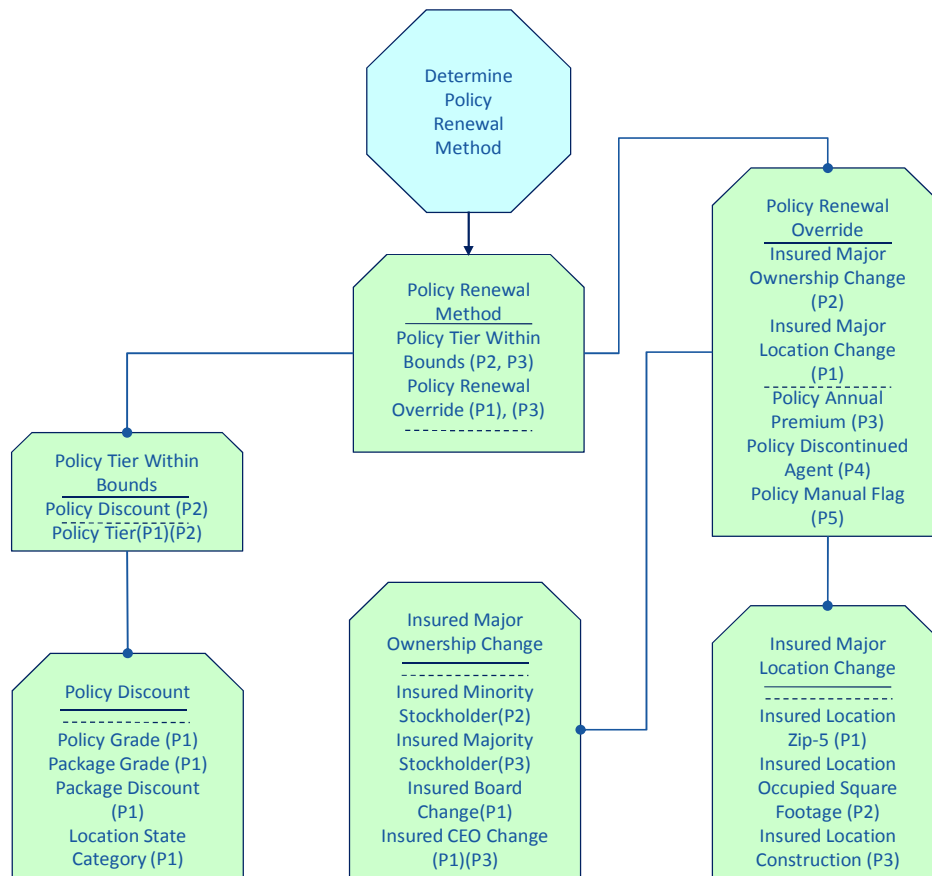 Determine
Policy
Renewal
Method
Policy Renewal
Override
Insured Major
Ownership Change
(P2)
Insured Major
Location Change
(P1)
Policy Annual
Premium (P3)
Policy Discontinued
Agent (P4)
Policy Manual Flag
(P5)
Policy Renewal
Method
Policy Tier Within
Bounds (P2, P3)
Policy Renewal
Override (P1), (P3)
Policy Tier Within
Bounds
Policy Discount (P2)
Policy Tier(P1)(P2)
Policy Discount
Policy Grade (P1)
Package Grade (P1)
Package Discount
(P1)
Location State
Category (P1)
Insured Major
Ownership Change
Insured Minority
Stockholder(P2)
Insured Majority
Stockholder(P3)
Insured Board
Change(P1)
Insured CEO Change
(P1)(P3)
Insured Major
Location Change
Insured Location
Zip-5 (P1)
Insured Location
Occupied Square
Footage (P2)
Insured Location
Construction (P3)